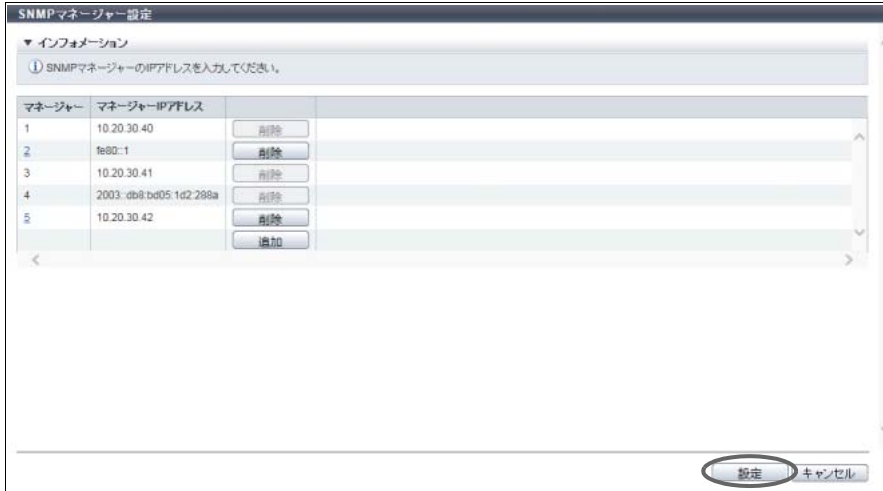 SNMPマネージャー設定
▼ インフォメーション
SNMPマネージャーのIPアドレスを入力してください。
マネージャー マネージャーIPアドレス
1 10.20.30.40 削除
2 fe80::1 削除
3 10.20.30.41 削除
4 2003::db8:bd05:1d2:288a 削除
5 10.20.30.42 削除
追加
設定 キャンセル